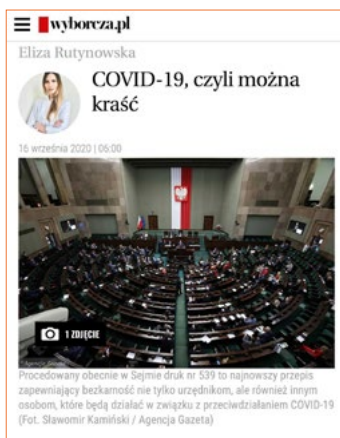 wyborcza.pl
Eliza Rutynowska
COVID-19, czyli można
kraść
16 września 2020 | 06:00
1 ZDJĘCIE
Procedowany obecnie w Sejmie druk nr 539 to najnowszy przepis
zapewniający bezkarność nie tylko urzędnikom, ale również innym
osobom, które będą działać w związku z przeciwdziałaniem COVID-19
(Fot. Sławomir Kamiński / Agencja Gazeta)